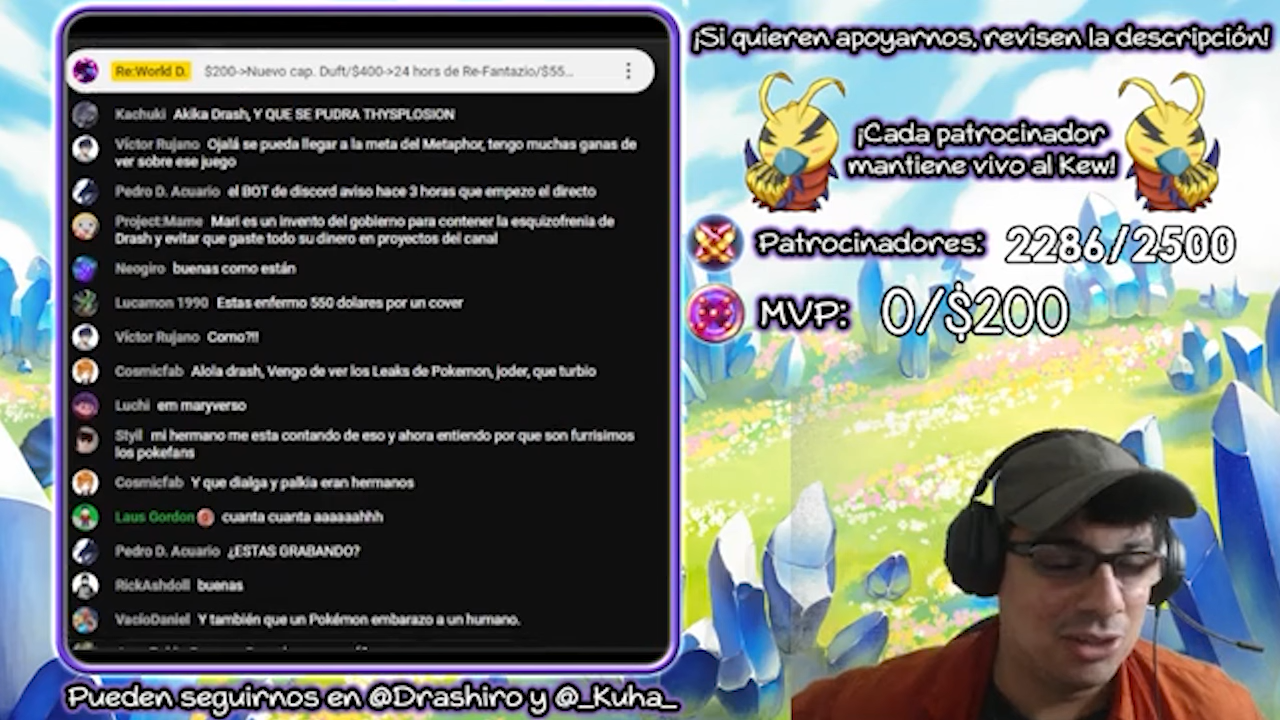 ¡Si quieren apoyarnos, revisen la descripción!
Re:World D. $200->Nuevo cap. Duft/$400->24 hors de Re-Fantazio/$55...
Kachuki Akika Drash, Y QUE SE PUDRA THYSPLOSION
Víctor Rujano Ojalá se pueda llegar a la meta del Metaphor, tengo muchas ganas de
ver sobre ese juego
Pedro D. Acuario el BOT de discord aviso hace 3 horas que empezo el directo
Project:Mame Mari es un invento del gobierno para contener la esquizofrenia de
Drash y evitar que gaste todo su dinero en proyectos del canal
Neogiro buenas como están
Lucamon 1990 Estas enfermo 550 dolares por un cover
Víctor Rujano Como?!!
Cosmicfab Alola drash, Vengo de ver los Leaks de Pokemon, joder, que turbio
Luchi em maryverso
Styll mi hermano me esta contando de eso y ahora entiendo por que son furrisimos
los pokefans
Cosmicfab Y que dialga y palkia eran hermanos
Laus Gordon cuanta cuanta aaaaaahhh
Pedro D. Acuario ¿ESTAS GRABANDO?
RickAshdoll buenas
VacioDaniel Y también que un Pokémon embarazo a un humano.
¡Cada patrocinador
mantiene vivo al Kew!
Patrocinadores: 2286/2500
MVP: 0/$200
Pueden seguirnos en @Drashiro y @_Kuha_